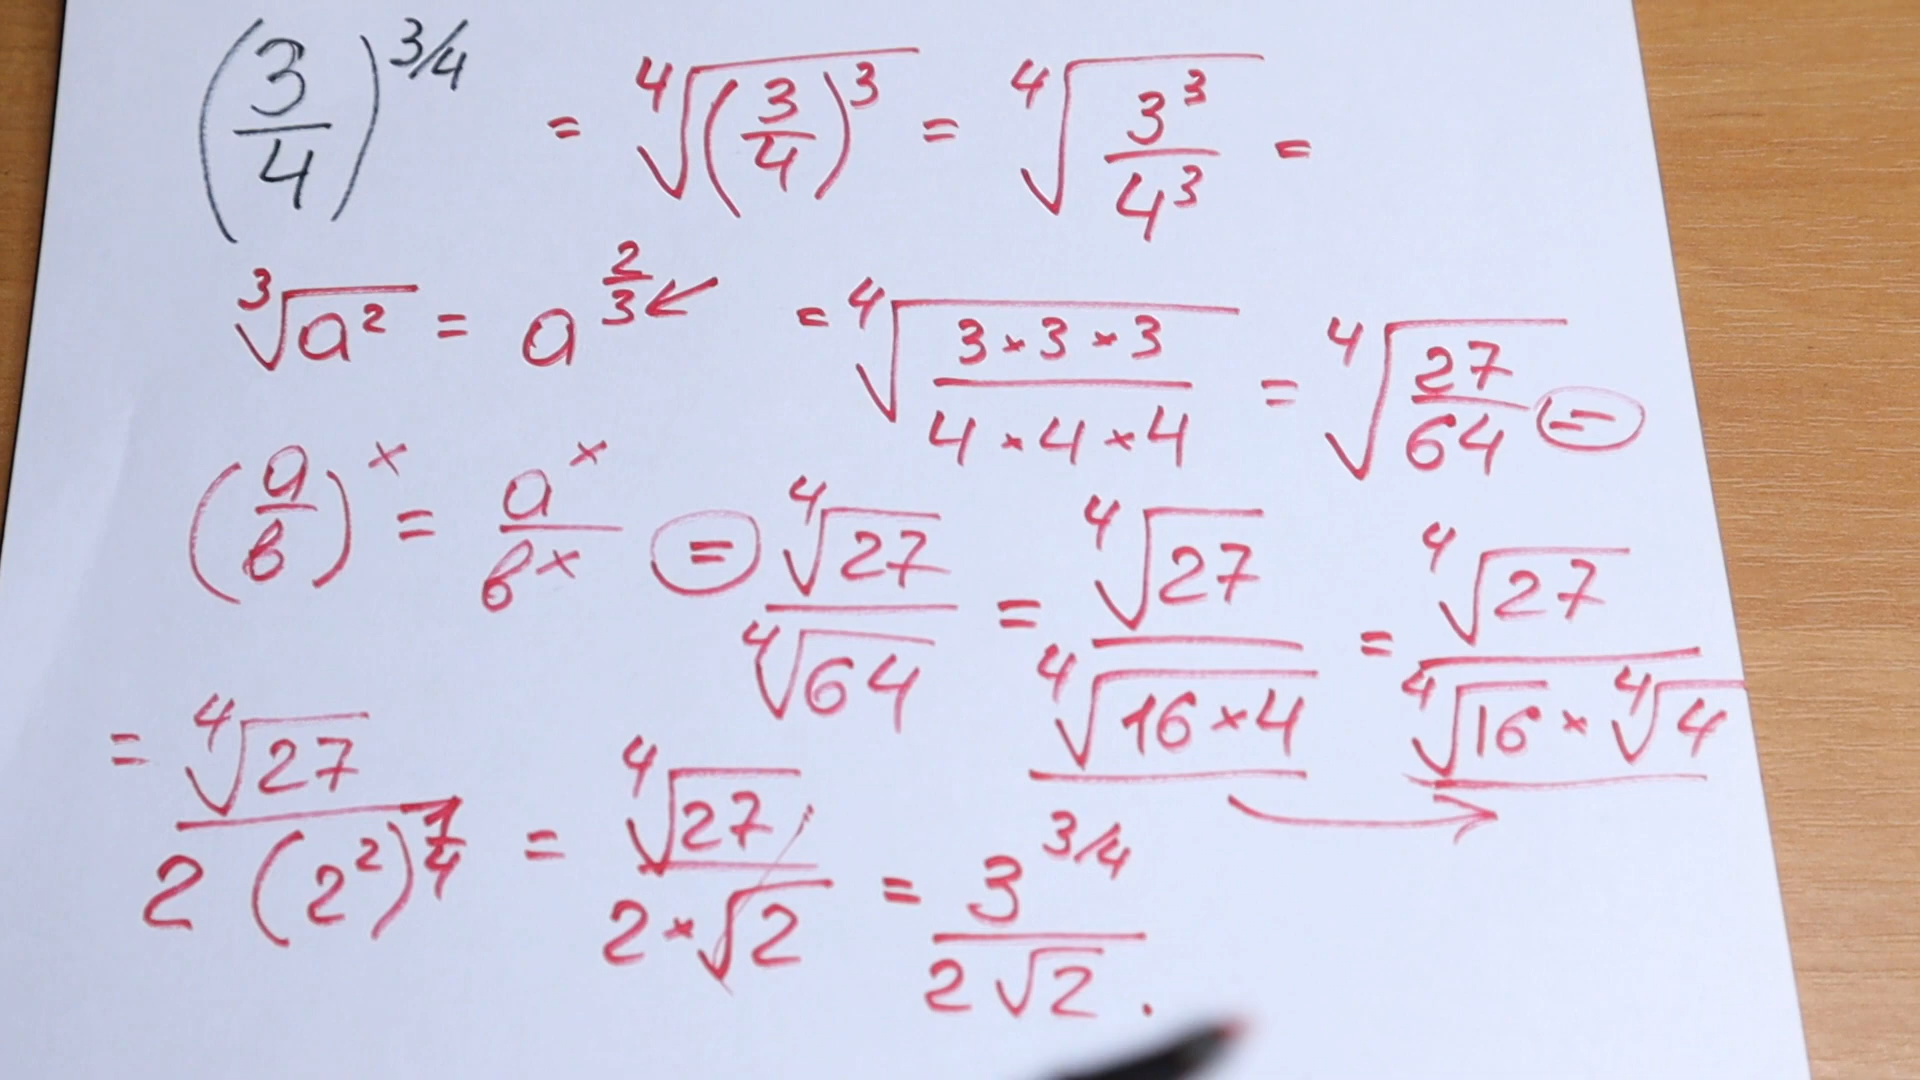 (3/4)^3/4 = ⁴√(3/4)³ = ⁴√(3³/4³) =
³√a² = a^2/3 = ⁴√(3×3×3 / 4×4×4) = ⁴√(27/64) =
(a/b)^x = a^x/b^x = ⁴√27/⁴√64 = ⁴√27/⁴√(16×4) = ⁴√27/(⁴√16 × ⁴√4)
= ⁴√27/(2(2²)^1/4) = ⁴√27/(2×√2) = 3^3/4/(2√2).